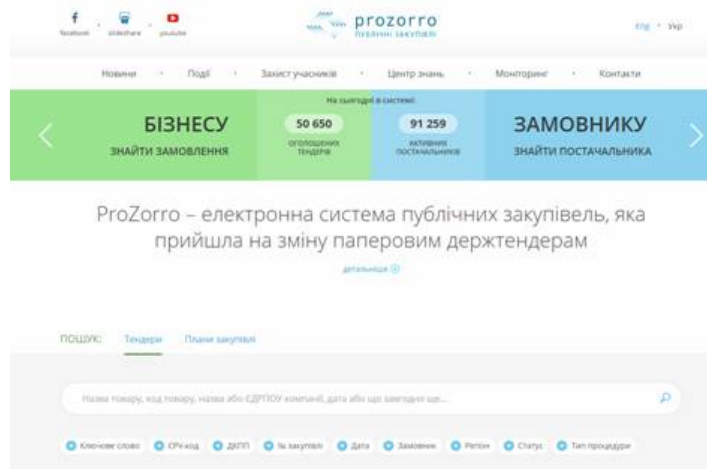 facebook slideshare youtube
prozorro
ПУБЛІЧНІ ЗАКУПІВЛІ
Eng • Укр
Новини Події Захист учасників Центр знань Моніторинг Контакти
На сьогодні в системі:
БІЗНЕСУ
ЗНАЙТИ ЗАМОВЛЕННЯ
50 650
ОГОЛОШЕНИХ
ТЕНДЕРІВ
91 259
АКТИВНИХ
ПОСТАЧАЛЬНИКІВ
ЗАМОВНИКУ
ЗНАЙТИ ПОСТАЧАЛЬНИКА
ProZorro – електронна система публічних закупівель, яка
прийшла на зміну паперовим держтендерам
детальніше
ПОШУК: Тендери Плани закупівлі
Назва товару, код товару, назва або ЄДРПОУ компанії, дата або що завгодно ще...
Ключове слово CPV-код ДКПП № закупівлі Дата Замовник Регіон Статус Тип процедури